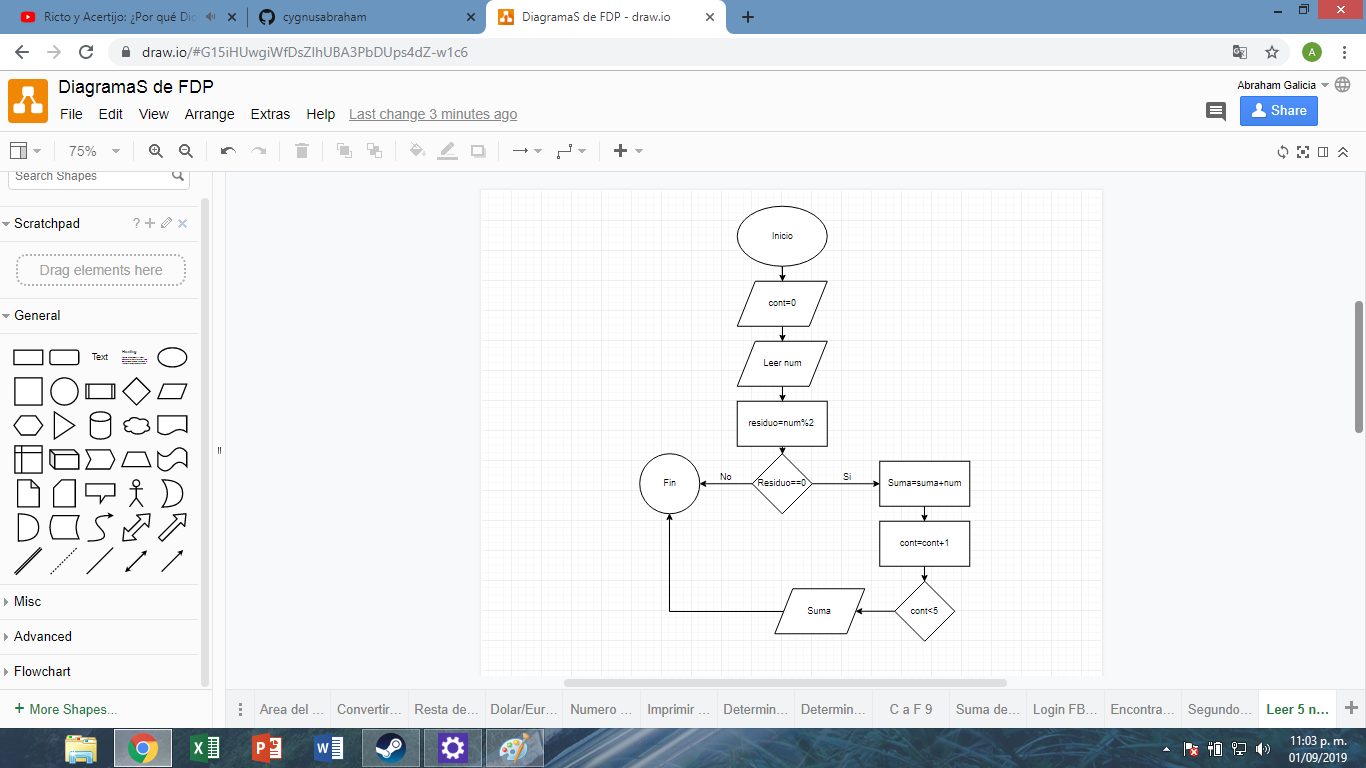 Ricto y Acertijo: ¿Por qué Di
cygnusabraham
DiagramaS de FDP - draw.io
draw.io/#G15iHUwgiWfDsZIhUBA3PbDUps4dZ-w1c6
A
DiagramaS de FDP
Abraham Galicia
File Edit View Arrange Extras Help Last change 3 minutes ago
Share
75%
Search Shapes
Scratchpad
?
Drag elements here
General
Text
Heading
Misc
Advanced
Flowchart
+ More Shapes...
Inicio
cont=0
Leer num
residuo=num%2
Fin
No
Residuo==0
Si
Suma=suma+num
cont=cont+1
Suma
cont<5
Area del ...
Convertir...
Resta de...
Dolar/Eur...
Numero ...
Imprimir ...
Determin...
Determin...
C a F 9
Suma de...
Login FB...
Encontra...
Segundo...
Leer 5 n...
11:03 p. m.
01/09/2019